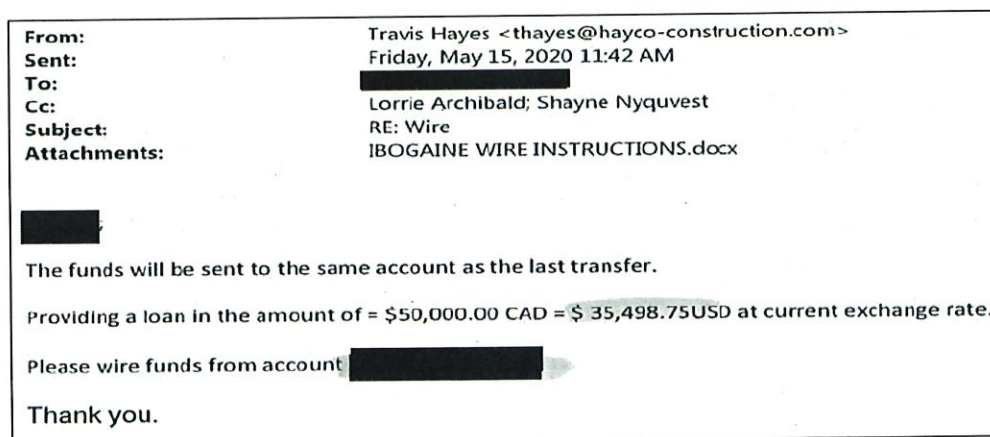 From: Travis Hayes <thayes@hayco-construction.com>
Sent: Friday, May 15, 2020 11:42 AM
To:
Cc: Lorrie Archibald; Shayne Nyquvest
Subject: RE: Wire
Attachments: IBOGAINE WIRE INSTRUCTIONS.docx
,
The funds will be sent to the same account as the last transfer.
Providing a loan in the amount of = $50,000.00 CAD = $ 35,498.75USD at current exchange rate.
Please wire funds from account
Thank you.